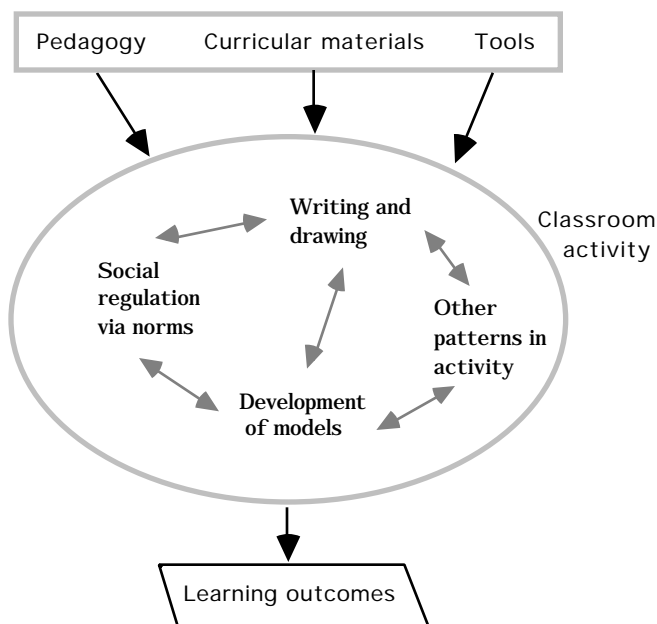 Pedagogy Curricular materials Tools
Writing and
drawing
Classroom
activity
Social
regulation
via norms
Other
patterns in
activity
Development
of models
Learning outcomes